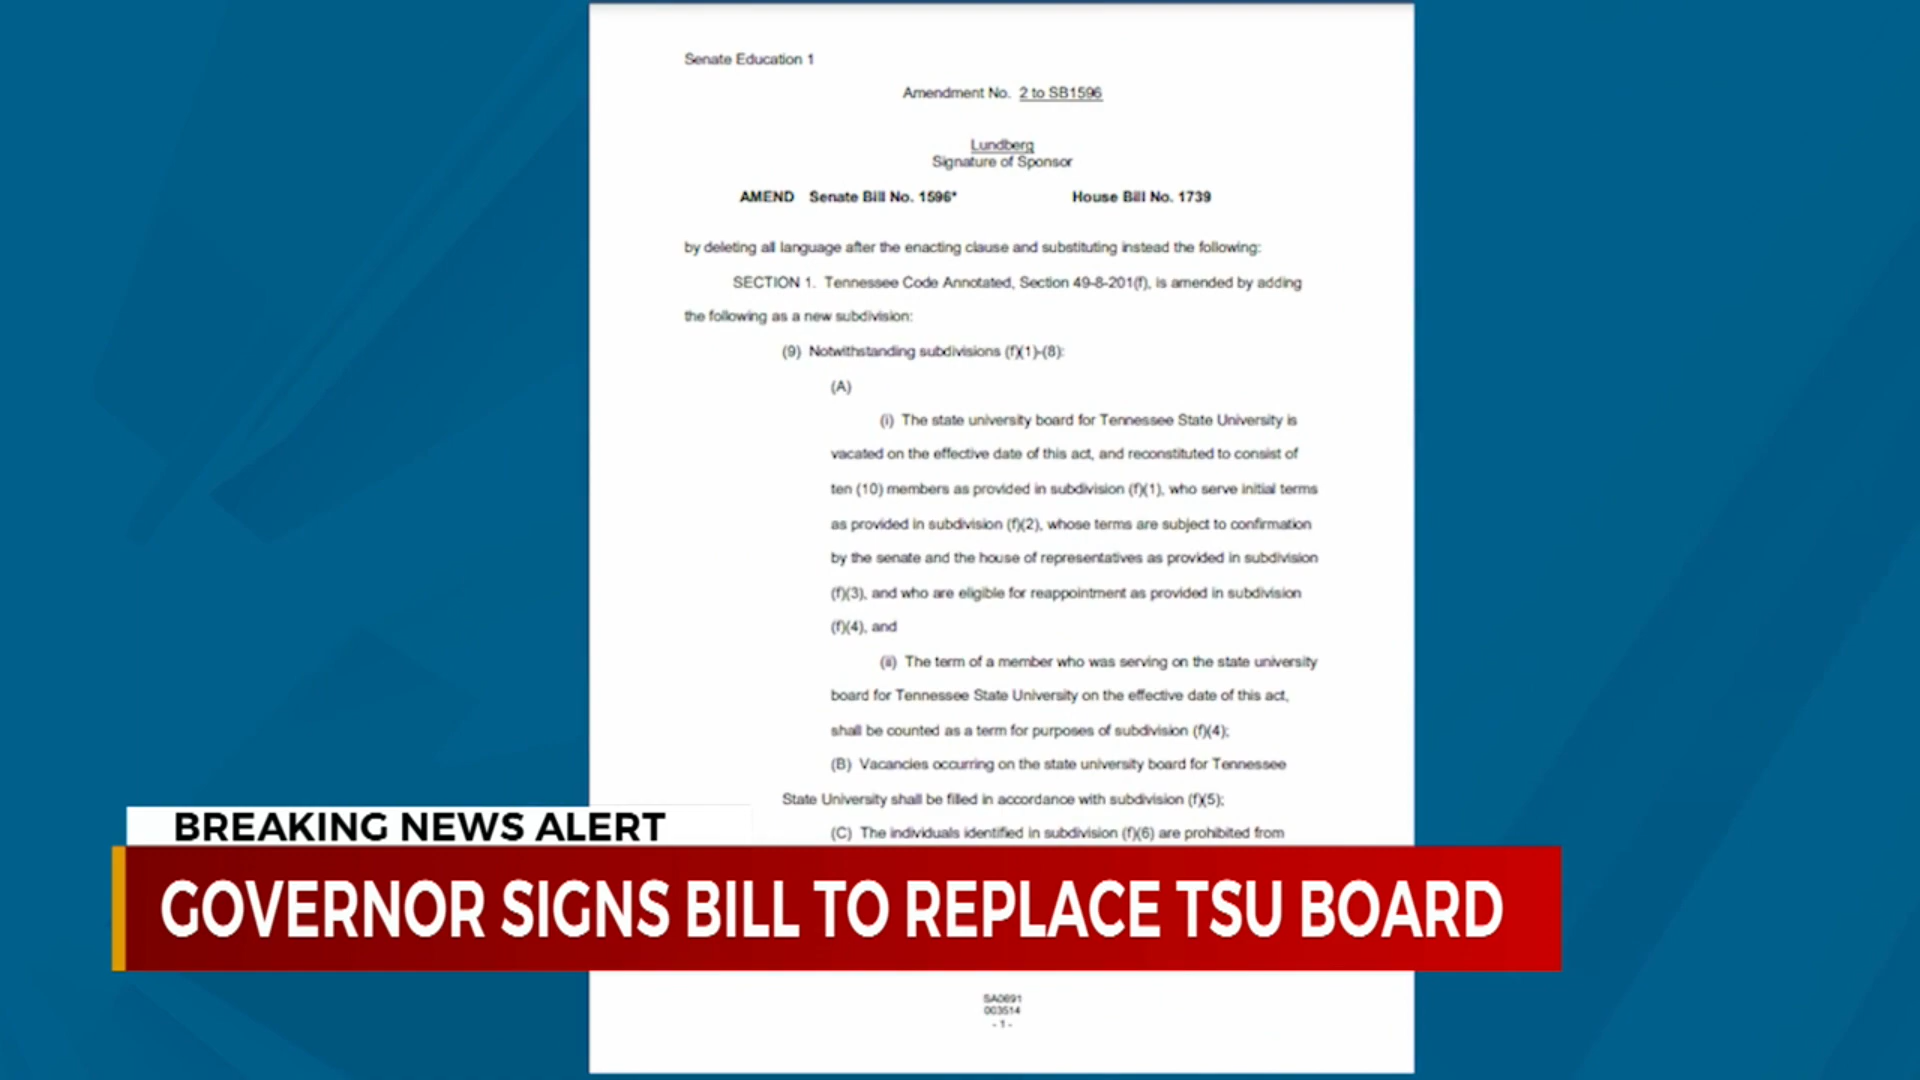 Senate Education 1
Amendment No. 2 to SB1596
Lundberg
Signature of Sponsor
AMEND Senate Bill No. 1596* House Bill No. 1739
by deleting all language after the enacting clause and substituting instead the following:
SECTION 1. Tennessee Code Annotated, Section 49-8-201(f), is amended by adding
the following as a new subdivision:
(9) Notwithstanding subdivisions (f)(1)-(8):
(A)
(i) The state university board for Tennessee State University is
vacated on the effective date of this act, and reconstituted to consist of
ten (10) members as provided in subdivision (f)(1), who serve initial terms
as provided in subdivision (f)(2), whose terms are subject to confirmation
by the senate and the house of representatives as provided in subdivision
(f)(3), and who are eligible for reappointment as provided in subdivision
(f)(4), and
(ii) The term of a member who was serving on the state university
board for Tennessee State University on the effective date of this act,
shall be counted as a term for purposes of subdivision (f)(4);
(B) Vacancies occurring on the state university board for Tennessee
State University shall be filled in accordance with subdivision (f)(5);
(C) The individuals identified in subdivision (f)(6) are prohibited from
BREAKING NEWS ALERT
GOVERNOR SIGNS BILL TO REPLACE TSU BOARD
SA0691
003514
- 1 -